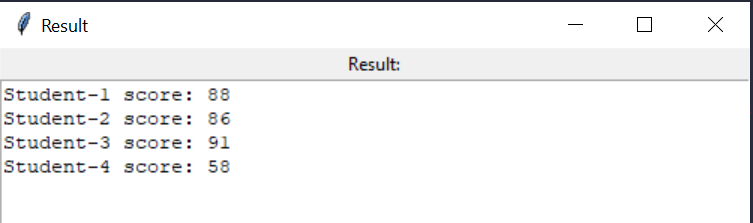 Result
Result:
Student-1 score: 88
Student-2 score: 86
Student-3 score: 91
Student-4 score: 58